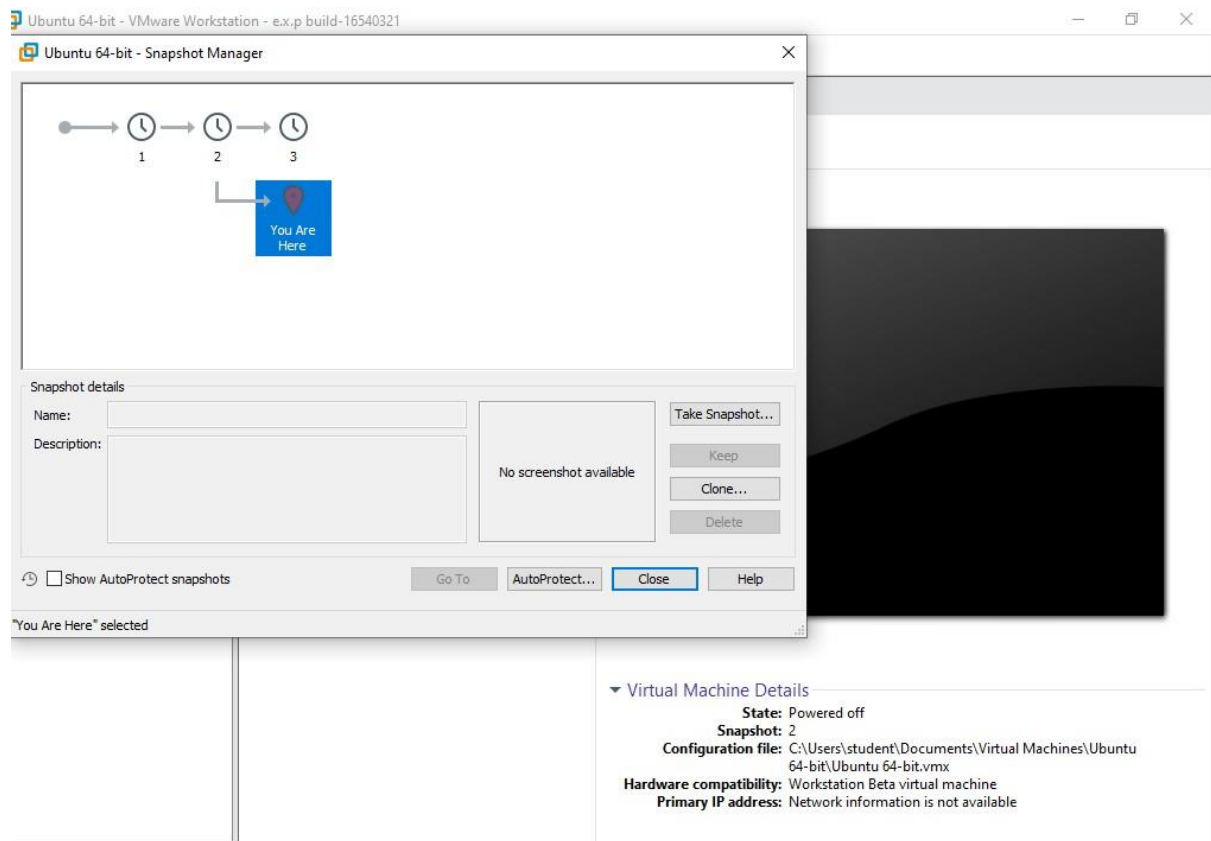 Ubuntu 64-bit - VMware Workstation - e.x.p build-16540321
Ubuntu 64-bit - Snapshot Manager
1 2 3
You Are
Here
Snapshot details
Name:
Description:
No screenshot available
Take Snapshot...
Keep
Clone...
Delete
Show AutoProtect snapshots
Go To
AutoProtect...
Close
Help
"You Are Here" selected
Virtual Machine Details
State: Powered off
Snapshot: 2
Configuration file: C:\Users\student\Documents\Virtual Machines\Ubuntu
64-bit\Ubuntu 64-bit.vmx
Hardware compatibility: Workstation Beta virtual machine
Primary IP address: Network information is not available